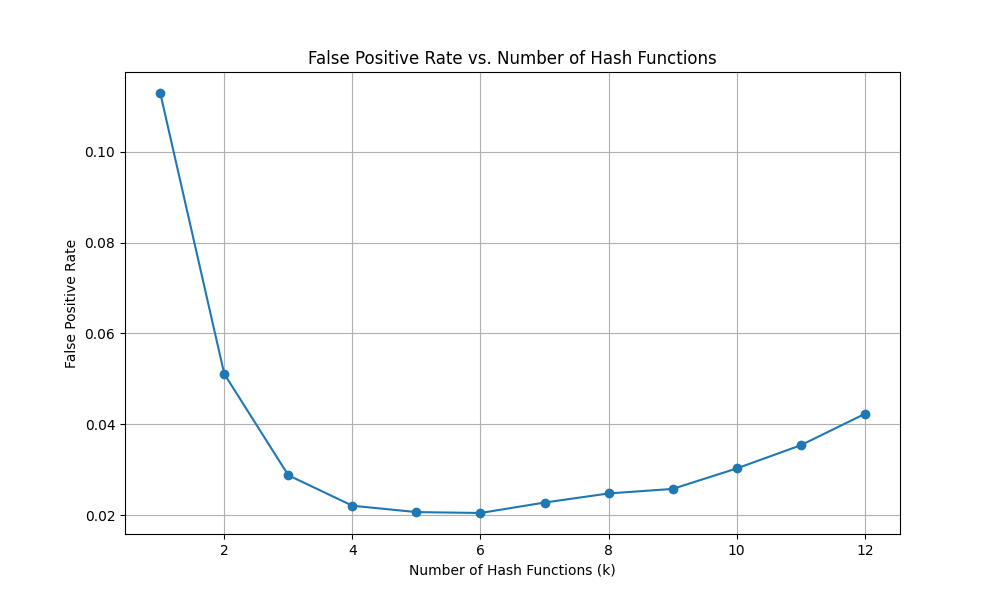 False Positive Rate vs. Number of Hash Functions
0.10
0.08
0.06
0.04
0.02
False Positive Rate
2 4 6 8 10 12
Number of Hash Functions (k)